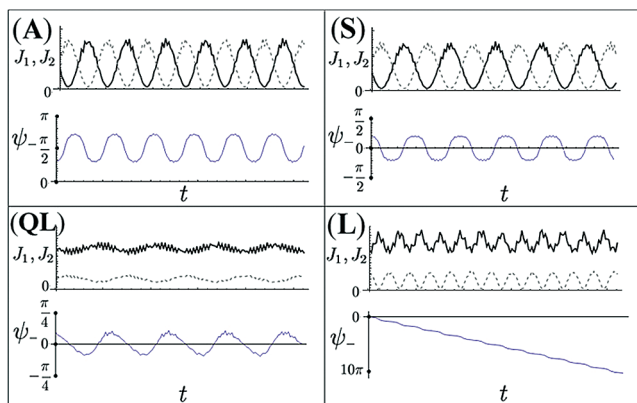 (A)
J₁, J₂
0
π
ψ₋ π/2
0
t
(S)
J₁, J₂
0
π/2
ψ₋ 0
-π/2
t
(QL)
J₁, J₂
0
π/4
ψ₋ 0
-π/4
t
(L)
J₁, J₂
0
0
ψ₋
10π
t